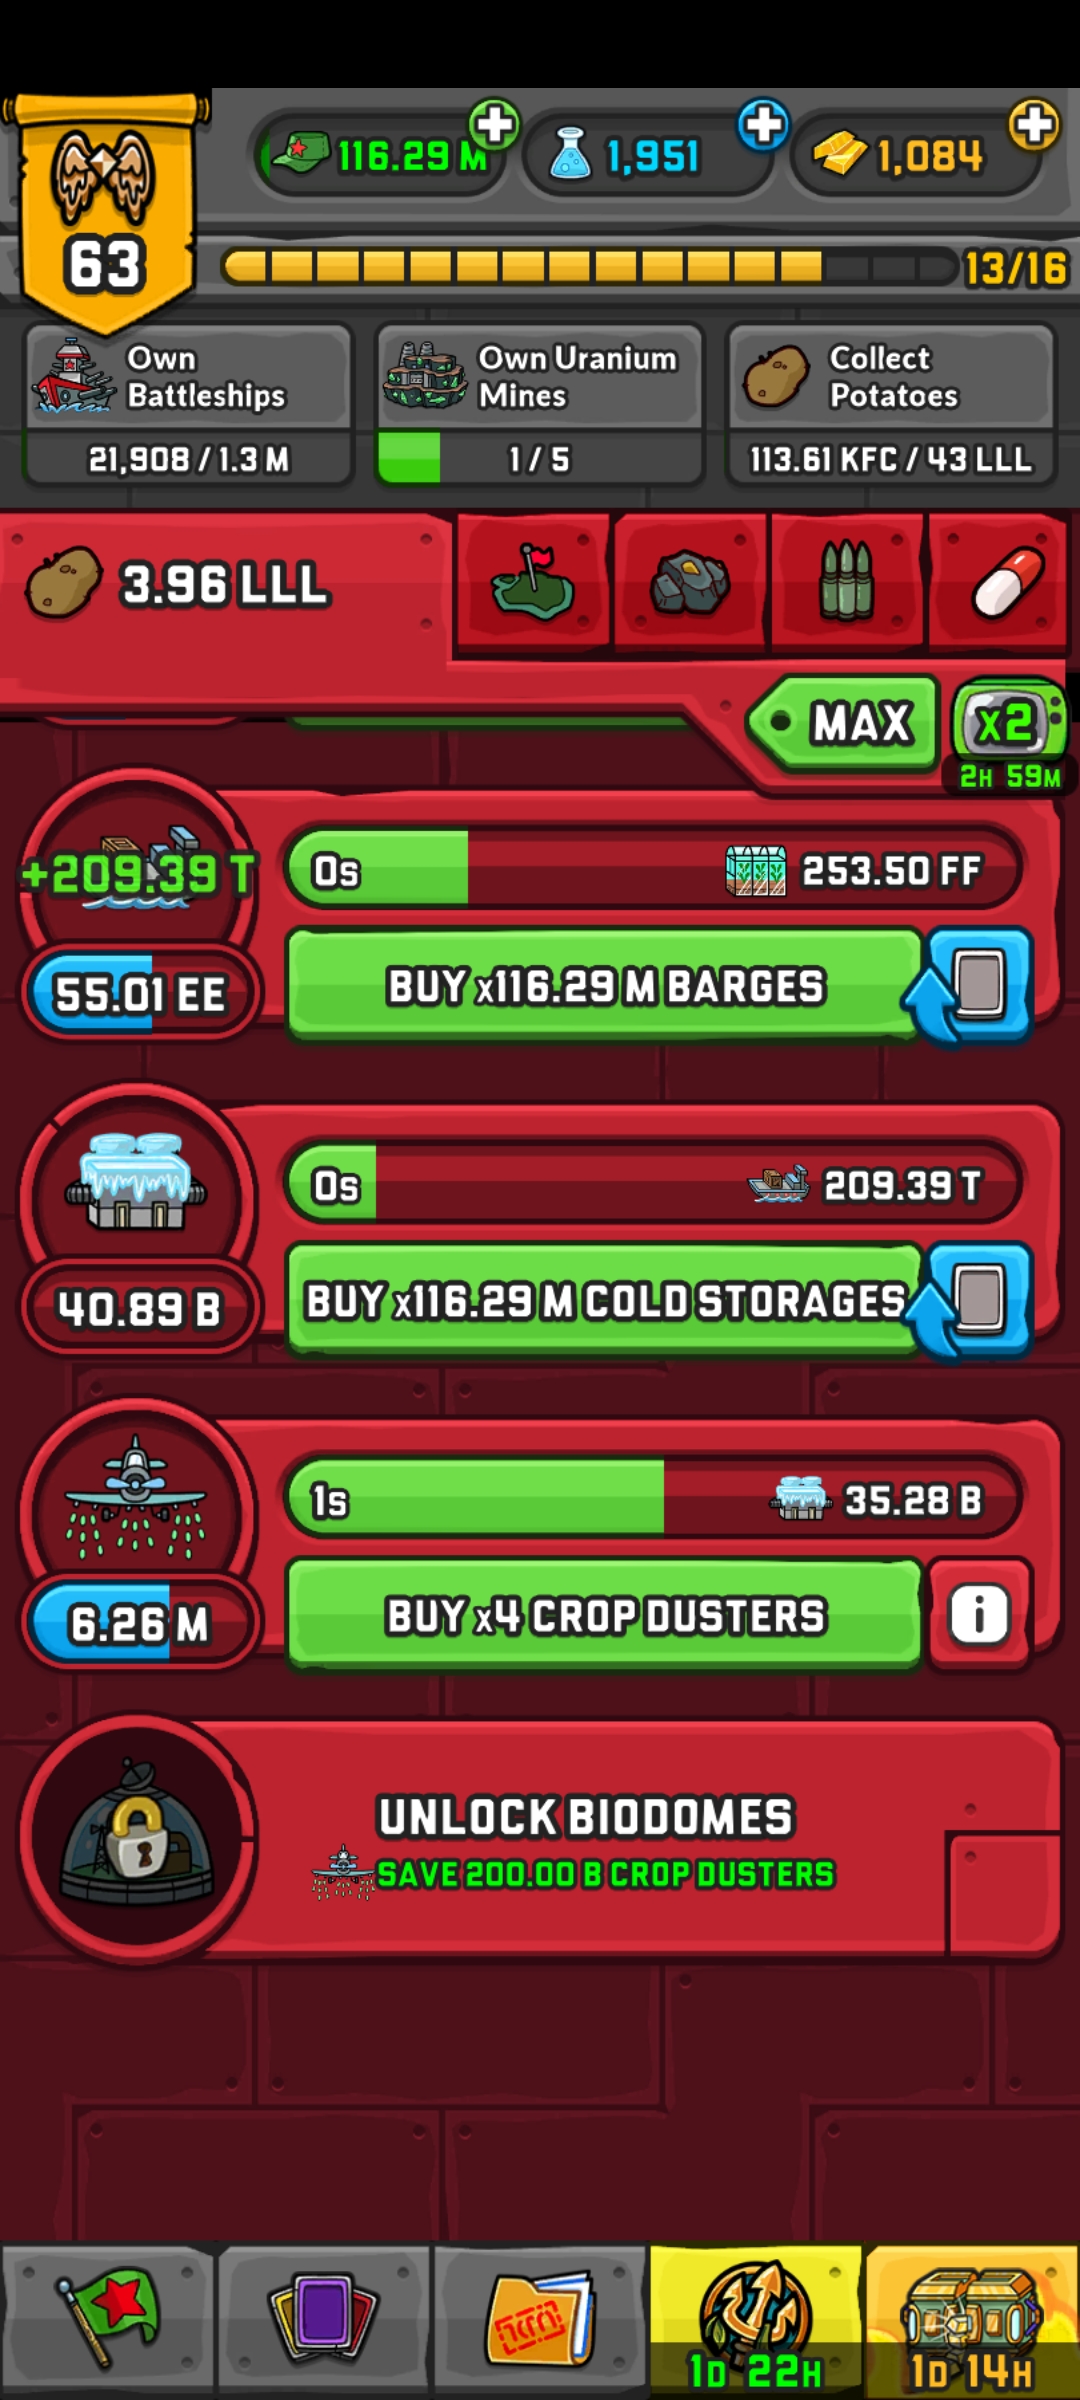 116.29 M
1,951
1,084
63
13/16
Own
Battleships
21,908 / 1.3 M
Own Uranium
Mines
1 / 5
Collect
Potatoes
113.61 KFC / 43 LLL
3.96 LLL
MAX
x2
2H 59M
+209.39 T
0s
253.50 FF
55.01 EE
BUY x116.29 M BARGES
0s
209.39 T
40.89 B
BUY x116.29 M COLD STORAGES
1s
35.28 B
6.26 M
BUY x4 CROP DUSTERS
i
UNLOCK BIODOMES
SAVE 200.00 B CROP DUSTERS
1D 22H
1D 14H